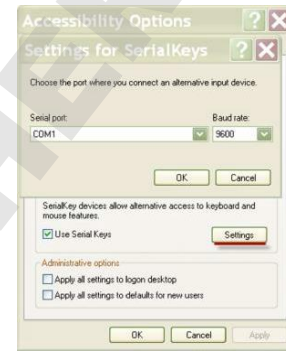 Accessibility Options
Settings for SerialKeys
Choose the port where you connect an alternative input device.
Serial port: Baud rate:
COM1 9600
OK Cancel
SerialKey devices allow alternative access to keyboard and
mouse features.
Use Serial Keys Settings
Administrative options
Apply all settings to logon desktop
Apply all settings to defaults for new users
OK Cancel Apply